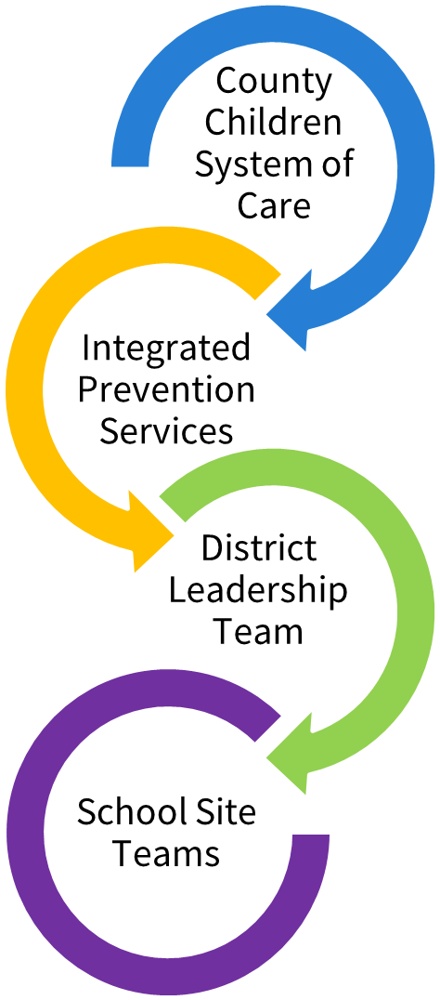 County
Children
System of
Care
Integrated
Prevention
Services
District
Leadership
Team
School Site
Teams